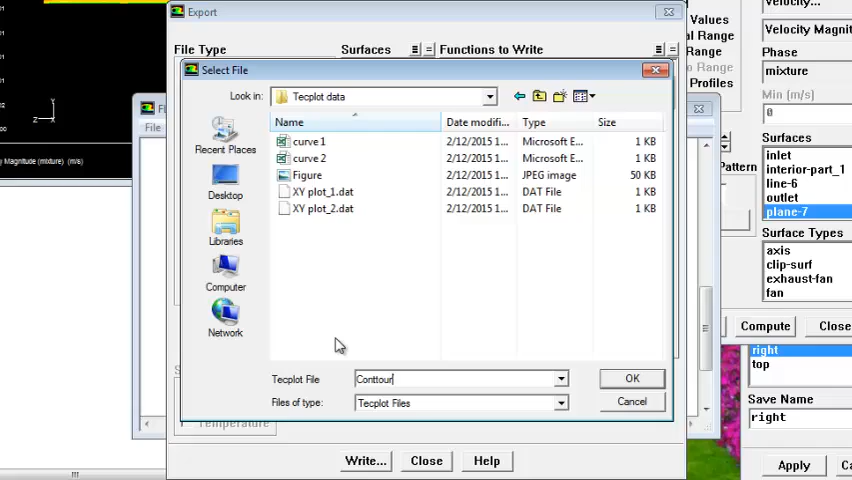 Export
File Type
Surfaces
Functions to Write
Values
Range
Profiles
Velocity...
Velocity Magnit
Phase
mixture
Min (m/s)
0
Surfaces
inlet
interior-part_1
line-6
outlet
plane-7
Surface Types
axis
clip-surf
exhaust-fan
fan
Compute
Close
right
top
Save Name
right
Apply
Pattern
File
Z
Magnitude (mixture) (m/s)
Select File
Look in:
Tecplot data
Name
Date modifi...
Type
Size
Recent Places
Desktop
Libraries
Computer
Network
curve 1
2/12/2015 1...
Microsoft E...
1 KB
curve 2
2/12/2015 1...
Microsoft E...
1 KB
Figure
2/12/2015 1...
JPEG image
50 KB
XY plot_1.dat
2/12/2015 1...
DAT File
1 KB
XY plot_2.dat
2/12/2015 1...
DAT File
1 KB
Tecplot File
Conttour
OK
Files of type:
Tecplot Files
Cancel
Temperature
Write...
Close
Help